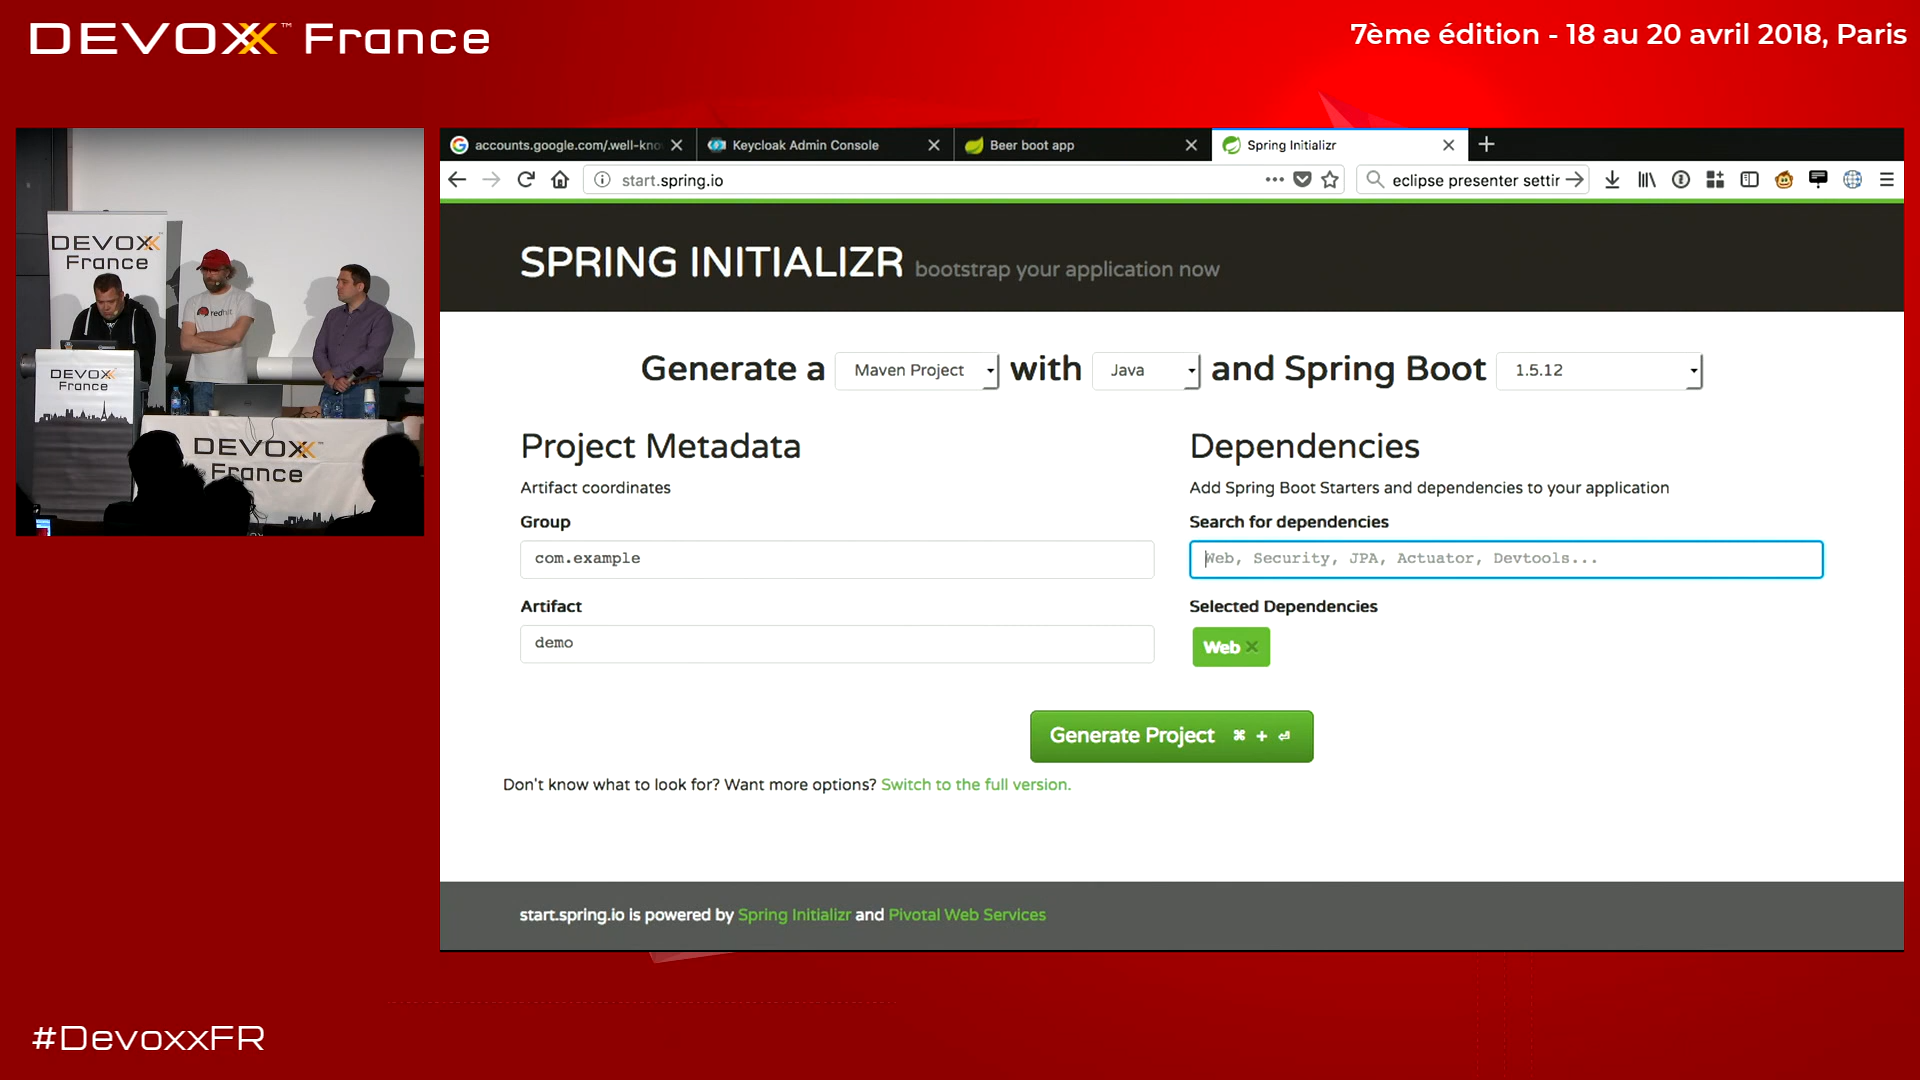 DEVOXX™ France
7ème édition - 18 au 20 avril 2018, Paris
accounts.google.com/.well-kno
Keycloak Admin Console
Beer boot app
Spring Initializr
start.spring.io
eclipse presenter settir
SPRING INITIALIZR bootstrap your application now
Generate a Maven Project with Java and Spring Boot 1.5.12
Project Metadata
Artifact coordinates
Group
com.example
Artifact
demo
Dependencies
Add Spring Boot Starters and dependencies to your application
Search for dependencies
Web, Security, JPA, Actuator, Devtools...
Selected Dependencies
Web
Generate Project ⌘ + ⏎
Don't know what to look for? Want more options? Switch to the full version.
start.spring.io is powered by Spring Initializr and Pivotal Web Services
DEVOXX
France
redhat
DEVOXX
France
DEVOXX™
France
#DevoxxFR